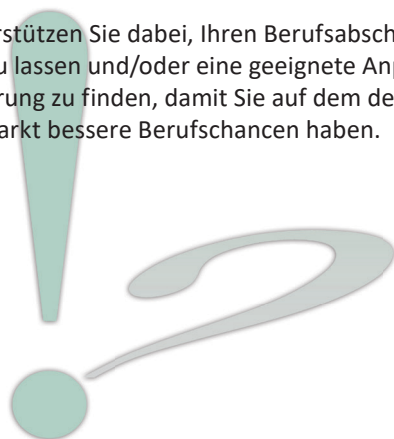 rstützen Sie dabei, Ihren Berufsabsch
u lassen und/oder eine geeignete Anp
rung zu finden, damit Sie auf dem de
arkt bessere Berufschancen haben.